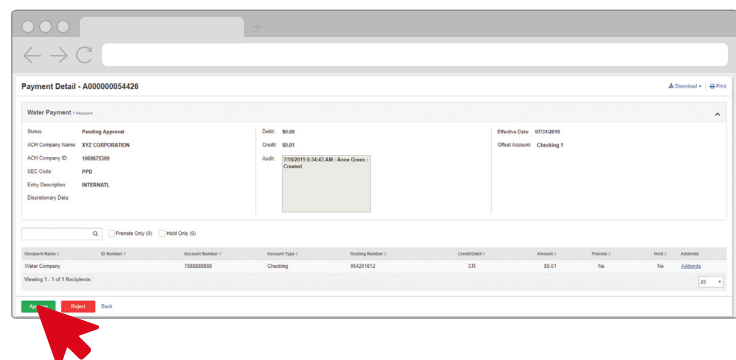 Payment Detail - A000000054426 Download Print
Water Payment - Recipient
Status: Pending Approval Debit: $0.00 Effective Date: 07/31/2019
ACH Company Name: XYZ CORPORATION Credit: $0.01 Offset Account: Checking 1
ACH Company ID: 1009675309 Audit: 7/18/2019 8:34:43 AM : Anne Green :
Created
SEC Code: PPD
Entry Description: INTERNATL
Discretionary Data:
Prenote Only (0) Hold Only (0)
Recipient Name ID Number Account Number Account Type Routing Number Credit/Debit Amount Prenote Hold Addenda
Water Company 7888888888 Checking 064201612 CR $0.01 No No Addenda
Viewing 1 - 1 of 1 Recipients 25
Reject Back